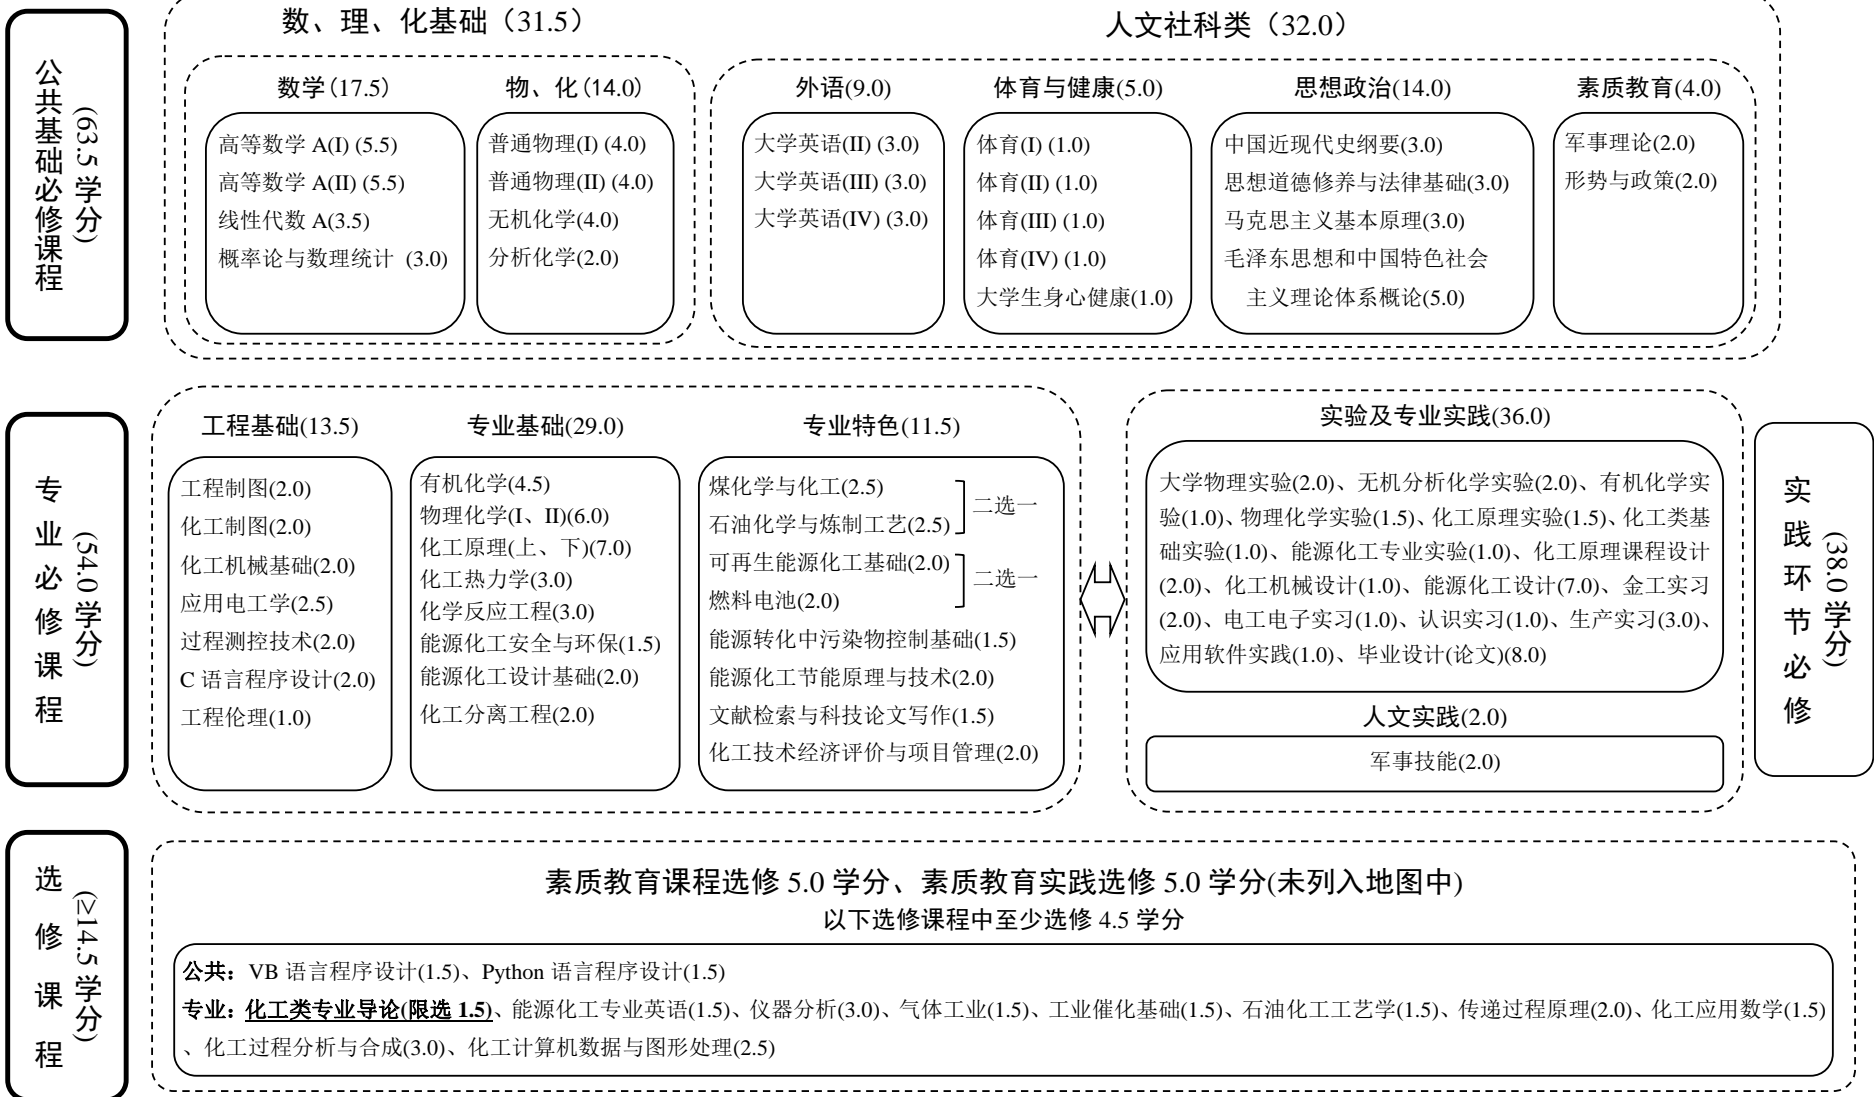 公共基础必修课程
(63.5 学分)
数、理、化基础（31.5）
人文社科类（32.0）
数学(17.5)
高等数学 A(I) (5.5)
高等数学 A(II) (5.5)
线性代数 A(3.5)
概率论与数理统计 (3.0)
物、化(14.0)
普通物理(I) (4.0)
普通物理(II) (4.0)
无机化学(4.0)
分析化学(2.0)
外语(9.0)
大学英语(II) (3.0)
大学英语(III) (3.0)
大学英语(IV) (3.0)
体育与健康(5.0)
体育(I) (1.0)
体育(II) (1.0)
体育(III) (1.0)
体育(IV) (1.0)
大学生身心健康(1.0)
思想政治(14.0)
中国近现代史纲要(3.0)
思想道德修养与法律基础(3.0)
马克思主义基本原理(3.0)
毛泽东思想和中国特色社会
主义理论体系概论(5.0)
素质教育(4.0)
军事理论(2.0)
形势与政策(2.0)
专业必修课程
(54.0 学分)
工程基础(13.5)
工程制图(2.0)
化工制图(2.0)
化工机械基础(2.0)
应用电工学(2.5)
过程测控技术(2.0)
C 语言程序设计(2.0)
工程伦理(1.0)
专业基础(29.0)
有机化学(4.5)
物理化学(I、II)(6.0)
化工原理(上、下)(7.0)
化工热力学(3.0)
化学反应工程(3.0)
能源化工安全与环保(1.5)
能源化工设计基础(2.0)
化工分离工程(2.0)
专业特色(11.5)
煤化学与化工(2.5)
石油化学与炼制工艺(2.5)
二选一
可再生能源化工基础(2.0)
燃料电池(2.0)
二选一
能源转化中污染物控制基础(1.5)
能源化工节能原理与技术(2.0)
文献检索与科技论文写作(1.5)
化工技术经济评价与项目管理(2.0)
实验及专业实践(36.0)
大学物理实验(2.0)、无机分析化学实验(2.0)、有机化学实
验(1.0)、物理化学实验(1.5)、化工原理实验(1.5)、化工类基
础实验(1.0)、能源化工专业实验(1.0)、化工原理课程设计
(2.0)、化工机械设计(1.0)、能源化工设计(7.0)、金工实习
(2.0)、电工电子实习(1.0)、认识实习(1.0)、生产实习(3.0)、
应用软件实践(1.0)、毕业设计(论文)(8.0)
人文实践(2.0)
军事技能(2.0)
实践环节必修
(38.0 学分)
选修课程
(≥14.5 学分)
素质教育课程选修 5.0 学分、素质教育实践选修 5.0 学分(未列入地图中)
以下选修课程中至少选修 4.5 学分
公共：VB 语言程序设计(1.5)、Python 语言程序设计(1.5)
专业：化工类专业导论(限选 1.5)、能源化工专业英语(1.5)、仪器分析(3.0)、气体工业(1.5)、工业催化基础(1.5)、石油化工工艺学(1.5)、传递过程原理(2.0)、化工应用数学(1.5)
、化工过程分析与合成(3.0)、化工计算机数据与图形处理(2.5)